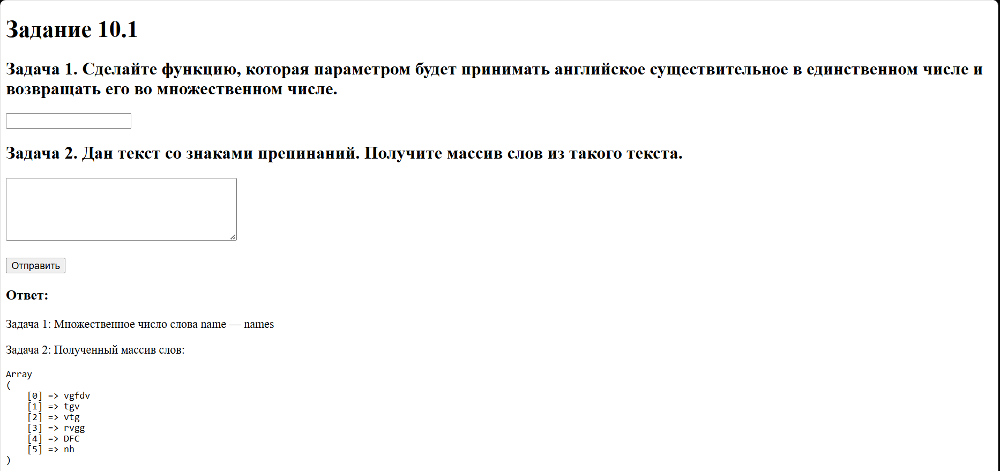 Задание 10.1
Задача 1. Сделайте функцию, которая параметром будет принимать английское существительное в единственном числе и
возвращать его во множественном числе.
Задача 2. Дан текст со знаками препинаний. Получите массив слов из такого текста.
Отправить
Ответ:
Задача 1: Множественное число слова name — names
Задача 2: Полученный массив слов:
Array
(
    [0] => vgfdv
    [1] => tgv
    [2] => vtg
    [3] => rvgg
    [4] => DFC
    [5] => nh
)